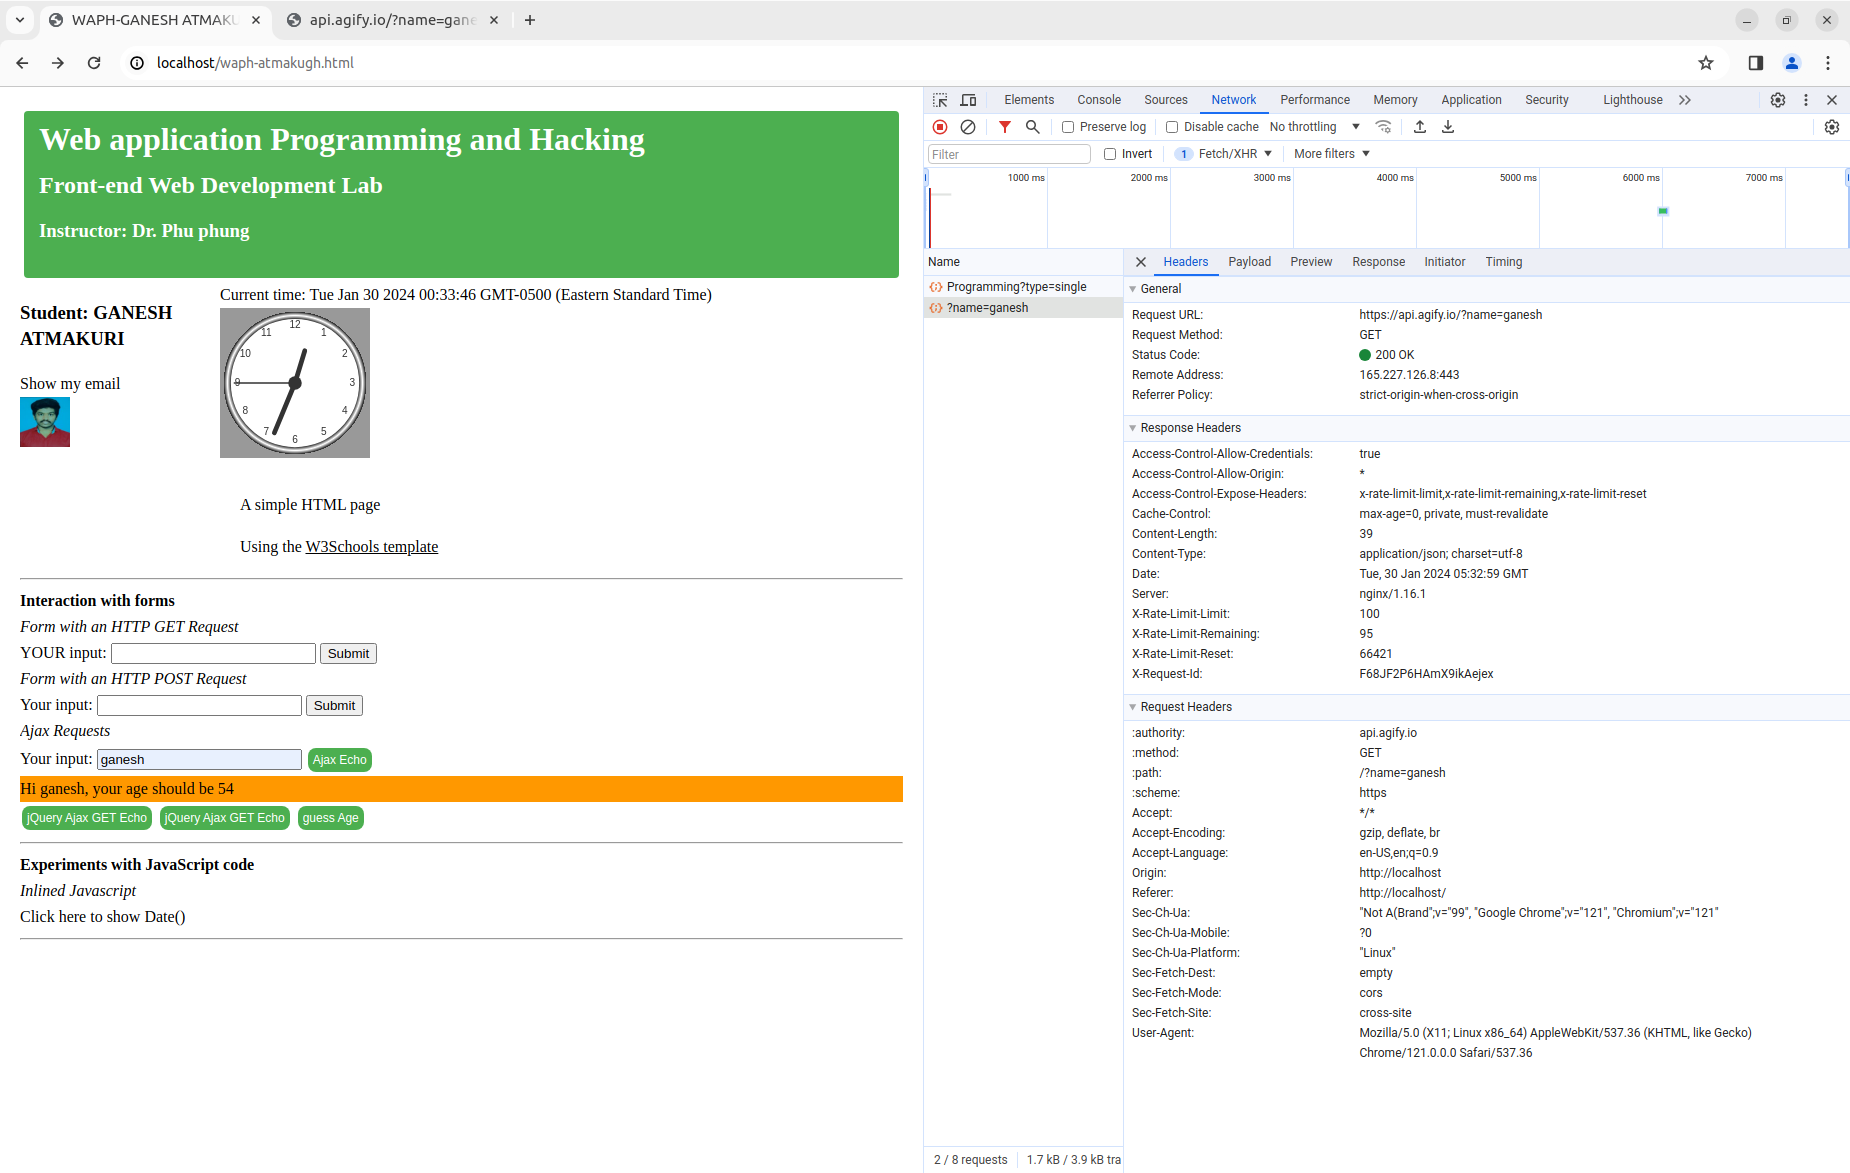 WAPH-GANESH ATMAKU
api.agify.io/?name=gane
localhost/waph-atmakugh.html
Web application Programming and Hacking
Front-end Web Development Lab
Instructor: Dr. Phu phung
Student: GANESH
ATMAKURI
Show my email
Current time: Tue Jan 30 2024 00:33:46 GMT-0500 (Eastern Standard Time)
12
11 1
10 2
9 3
8 4
7 5
6
A simple HTML page
Using the W3Schools template
Interaction with forms
Form with an HTTP GET Request
YOUR input: Submit
Form with an HTTP POST Request
Your input: Submit
Ajax Requests
Your input: ganesh Ajax Echo
Hi ganesh, your age should be 54
jQuery Ajax GET Echo jQuery Ajax GET Echo guess Age
Experiments with JavaScript code
Inlined Javascript
Click here to show Date()
Elements Console Sources Network Performance Memory Application Security Lighthouse
Preserve log Disable cache No throttling
Filter Invert 1 Fetch/XHR More filters
1000 ms 2000 ms 3000 ms 4000 ms 5000 ms 6000 ms 7000 ms
Name
Programming?type=single
?name=ganesh
Headers Payload Preview Response Initiator Timing
General
Request URL: https://api.agify.io/?name=ganesh
Request Method: GET
Status Code: 200 OK
Remote Address: 165.227.126.8:443
Referrer Policy: strict-origin-when-cross-origin
Response Headers
Access-Control-Allow-Credentials: true
Access-Control-Allow-Origin: *
Access-Control-Expose-Headers: x-rate-limit-limit,x-rate-limit-remaining,x-rate-limit-reset
Cache-Control: max-age=0, private, must-revalidate
Content-Length: 39
Content-Type: application/json; charset=utf-8
Date: Tue, 30 Jan 2024 05:32:59 GMT
Server: nginx/1.16.1
X-Rate-Limit-Limit: 100
X-Rate-Limit-Remaining: 95
X-Rate-Limit-Reset: 66421
X-Request-Id: F68JF2P6HAmX9ikAejex
Request Headers
:authority: api.agify.io
:method: GET
:path: /?name=ganesh
:scheme: https
Accept: */*
Accept-Encoding: gzip, deflate, br
Accept-Language: en-US,en;q=0.9
Origin: http://localhost
Referer: http://localhost/
Sec-Ch-Ua: "Not A(Brand";v="99", "Google Chrome";v="121", "Chromium";v="121"
Sec-Ch-Ua-Mobile: ?0
Sec-Ch-Ua-Platform: "Linux"
Sec-Fetch-Dest: empty
Sec-Fetch-Mode: cors
Sec-Fetch-Site: cross-site
User-Agent: Mozilla/5.0 (X11; Linux x86_64) AppleWebKit/537.36 (KHTML, like Gecko)
Chrome/121.0.0.0 Safari/537.36
2 / 8 requests 1.7 kB / 3.9 kB tra